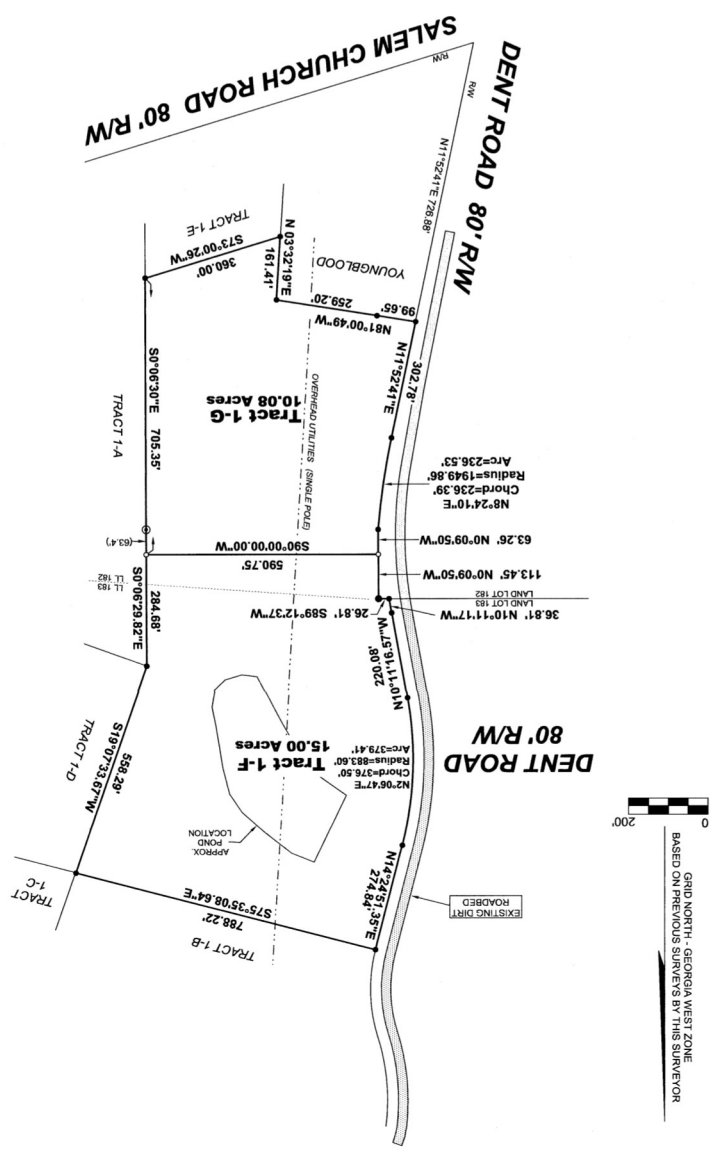 GRID NORTH - GEORGIA WEST ZONE
BASED ON PREVIOUS SURVEYS BY THIS SURVEYOR
0
200'
EXISTING DIRT
ROADBED
TRACT 1-B
788.22'
S75°35'08.64"E
TRACT
1-C
N14°24'51.35"E
274.84'
APPROX.
POND
LOCATION
558.29'
S19°07'33.67"W
TRACT 1-D
DENT ROAD
80' R/W
N2°06'47"E
Chord=376.50'
Radius=883.60'
Arc=379.41'
Tract 1-F
15.00 Acres
N10°11'16.57"W
220.08'
36.81' N10°11'17"W
26.81' S89°12'37"W
LAND LOT 183
LAND LOT 182
LL 183
LL 182
284.68'
S0°06'29.82"E
113.45' N0°09'50"W
590.75'
S90°00'00.00"W
63.26' N0°09'50"W
(63.4')
N8°24'10"E
Chord=236.39'
Radius=1949.86'
Arc=236.53'
OVERHEAD UTILITIES (SINGLE POLE)
Tract 1-G
10.08 Acres
S0°06'30"E 705.35'
TRACT 1-A
302.78'
N11°52'41"E
N81°00'49"W
259.20'
99.65'
YOUNGBLOOD
N 03°32'19"E
161.41'
360.00'
S73°00'26"W
TRACT 1-E
DENT ROAD 80' R/W
N11°52'41"E 726.88'
R/W
R/W
SALEM CHURCH ROAD 80' R/W